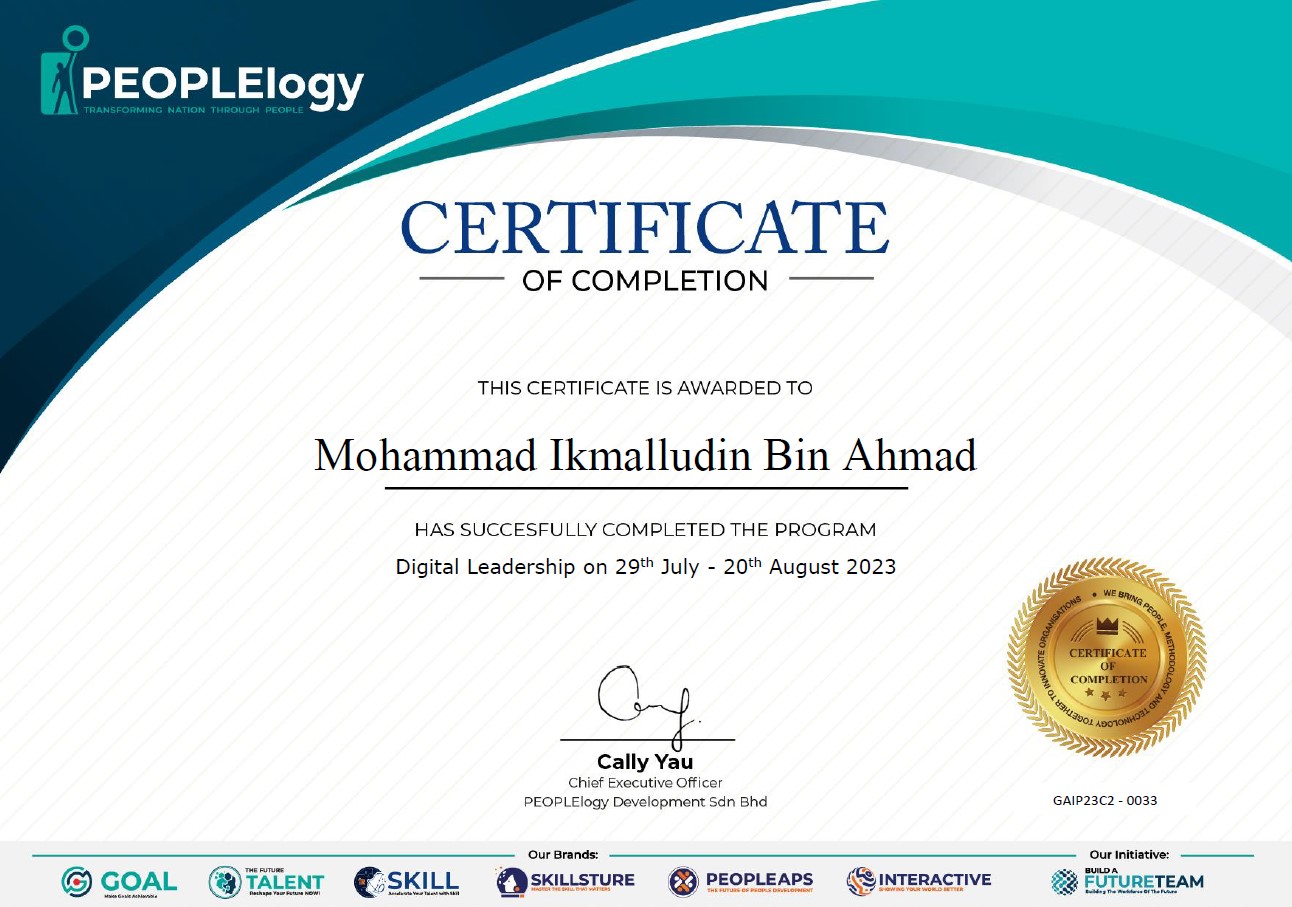 PEOPLElogy
TRANSFORMING NATION THROUGH PEOPLE
CERTIFICATE
OF COMPLETION
THIS CERTIFICATE IS AWARDED TO
Mohammad Ikmalludin Bin Ahmad
HAS SUCCESFULLY COMPLETED THE PROGRAM
Digital Leadership on 29th July - 20th August 2023
WE BRING PEOPLE, METHODOLOGY AND TECHNOLOGY TOGETHER TO INNOVATE ORGANISATIONS
CERTIFICATE
OF
COMPLETION
Cally Yau
Chief Executive Officer
PEOPLElogy Development Sdn Bhd
GAIP23C2 - 0033
Our Brands:
Our Initiative:
GOAL
Make Goals Achievable
THE FUTURE
TALENT
Reshape Your Future NOW!
SKILL
Accelerate Your Talent with Skill
SKILLSTURE
MASTER THE SKILL THAT MATTERS
PEOPLEAPS
THE FUTURE OF PEOPLE DEVELOPMENT
INTERACTIVE
SHOWING YOUR WORLD BETTER
BUILD A
FUTURETEAM
Building The Workforce Of The Future